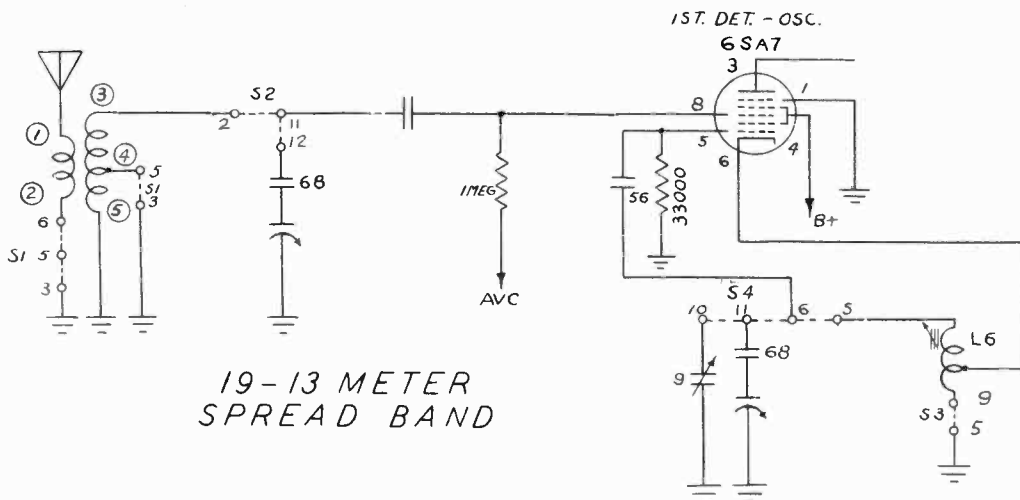 1ST. DET. - OSC.
6SA7
3
1
8
5
6
4
B+
③
S2
2
11
12
68
①
②
④
⑤
5
S1
3
6
S1 5
3
1 MEG
AVC
56
33000
S4
10
11
6
5
9
68
L6
9
S3
5
19-13 METER
SPREAD BAND